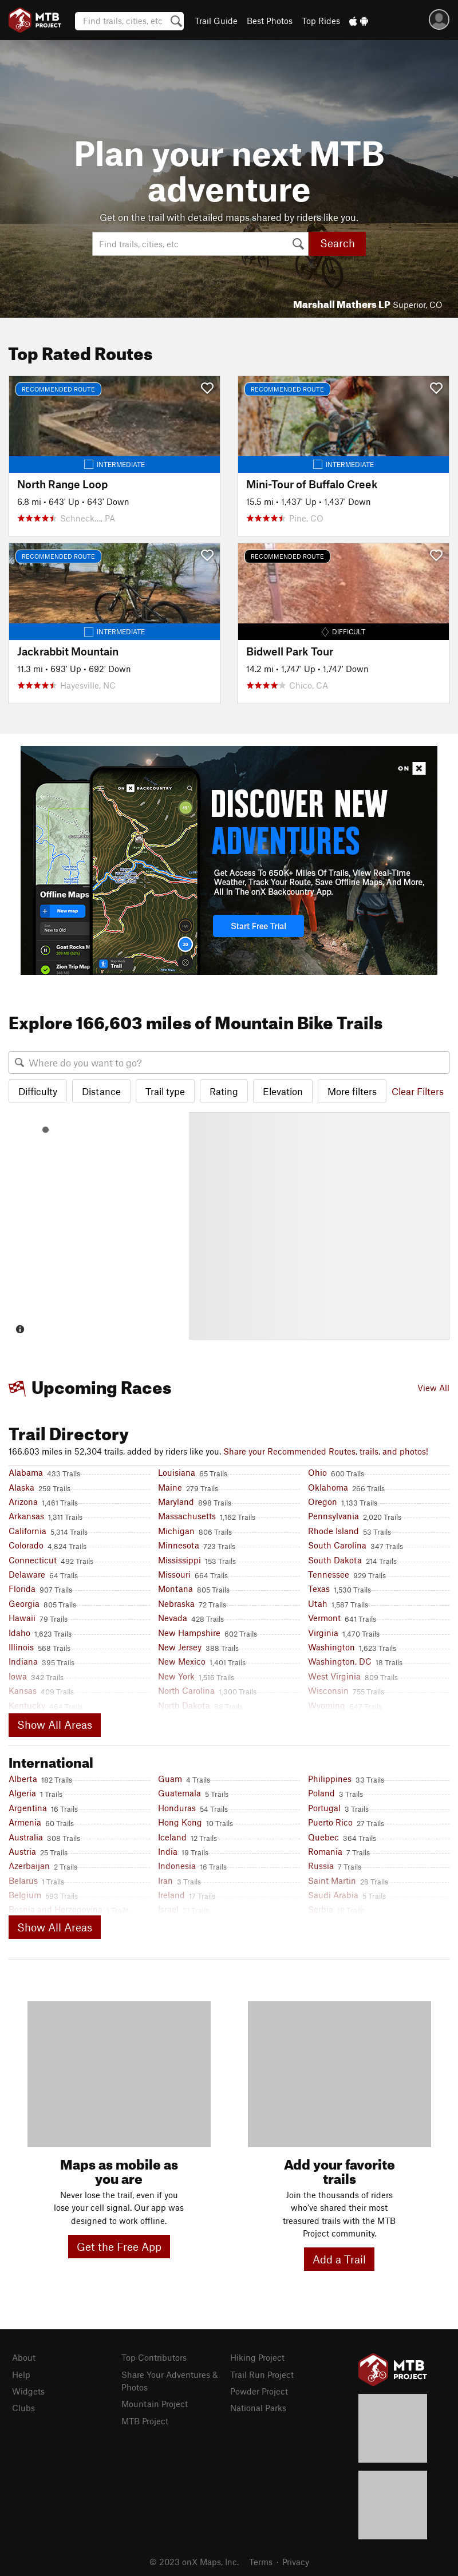 MTB PROJECT
Find trails, cities, etc
Trail Guide
Best Photos
Top Rides
Plan your next MTB
adventure
Get on the trail with detailed maps shared by riders like you.
Find trails, cities, etc
Search
Marshall Mathers LP Superior, CO
Top Rated Routes
RECOMMENDED ROUTE
INTERMEDIATE
North Range Loop
6.8 mi • 643' Up • 643' Down
Schneck…, PA
RECOMMENDED ROUTE
INTERMEDIATE
Mini-Tour of Buffalo Creek
15.5 mi • 1,437' Up • 1,437' Down
Pine, CO
RECOMMENDED ROUTE
INTERMEDIATE
Jackrabbit Mountain
11.3 mi • 693' Up • 692' Down
Hayesville, NC
RECOMMENDED ROUTE
DIFFICULT
Bidwell Park Tour
14.2 mi • 1,747' Up • 1,747' Down
Chico, CA
ON X
ON X BACKCOUNTRY
Offline Maps
New map
New to Old
Goat Rocks M
Zion Trip Map
3D
Trail
DISCOVER NEW
ADVENTURES
Get Access To 650K+ Miles Of Trails, View Real-Time
Weather, Track Your Route, Save Offline Maps, And More,
All In The onX Backcountry App.
Start Free Trial
Explore 166,603 miles of Mountain Bike Trails
Where do you want to go?
Difficulty
Distance
Trail type
Rating
Elevation
More filters
Clear Filters
Upcoming Races
View All
Trail Directory
166,603 miles in 52,304 trails, added by riders like you. Share your Recommended Routes, trails, and photos!
Alabama 433 Trails
Alaska 259 Trails
Arizona 1,461 Trails
Arkansas 1,311 Trails
California 5,314 Trails
Colorado 4,824 Trails
Connecticut 492 Trails
Delaware 64 Trails
Florida 907 Trails
Georgia 805 Trails
Hawaii 79 Trails
Idaho 1,623 Trails
Illinois 568 Trails
Indiana 395 Trails
Iowa 342 Trails
Kansas 409 Trails
Kentucky
Louisiana 65 Trails
Maine 279 Trails
Maryland 898 Trails
Massachusetts 1,162 Trails
Michigan 806 Trails
Minnesota 723 Trails
Mississippi 153 Trails
Missouri 664 Trails
Montana 805 Trails
Nebraska 72 Trails
Nevada 428 Trails
New Hampshire 602 Trails
New Jersey 388 Trails
New Mexico 1,401 Trails
New York 1,516 Trails
North Carolina 1,300 Trails
North Dakota
Ohio 600 Trails
Oklahoma 266 Trails
Oregon 1,133 Trails
Pennsylvania 2,020 Trails
Rhode Island 53 Trails
South Carolina 347 Trails
South Dakota 214 Trails
Tennessee 929 Trails
Texas 1,530 Trails
Utah 1,587 Trails
Vermont 641 Trails
Virginia 1,470 Trails
Washington 1,623 Trails
Washington, DC 18 Trails
West Virginia 809 Trails
Wisconsin 755 Trails
Wyoming
Show All Areas
International
Alberta 182 Trails
Algeria 1 Trails
Argentina 16 Trails
Armenia 60 Trails
Australia 308 Trails
Austria 25 Trails
Azerbaijan 2 Trails
Belarus 1 Trails
Belgium 593 Trails
Guam 4 Trails
Guatemala 5 Trails
Honduras 54 Trails
Hong Kong 10 Trails
Iceland 12 Trails
India 19 Trails
Indonesia 16 Trails
Iran 3 Trails
Ireland 17 Trails
Israel
Philippines 33 Trails
Poland 3 Trails
Portugal 3 Trails
Puerto Rico 27 Trails
Quebec 364 Trails
Romania 7 Trails
Russia 7 Trails
Saint Martin 28 Trails
Saudi Arabia 5 Trails
Serbia
Show All Areas
Maps as mobile as
you are
Never lose the trail, even if you
lose your cell signal. Our app was
designed to work offline.
Get the Free App
Add your favorite
trails
Join the thousands of riders
who've shared their most
treasured trails with the MTB
Project community.
Add a Trail
About
Help
Widgets
Clubs
Top Contributors
Share Your Adventures &
Photos
Mountain Project
MTB Project
Hiking Project
Trail Run Project
Powder Project
National Parks
MTB PROJECT
© 2023 onX Maps, Inc.
Terms · Privacy